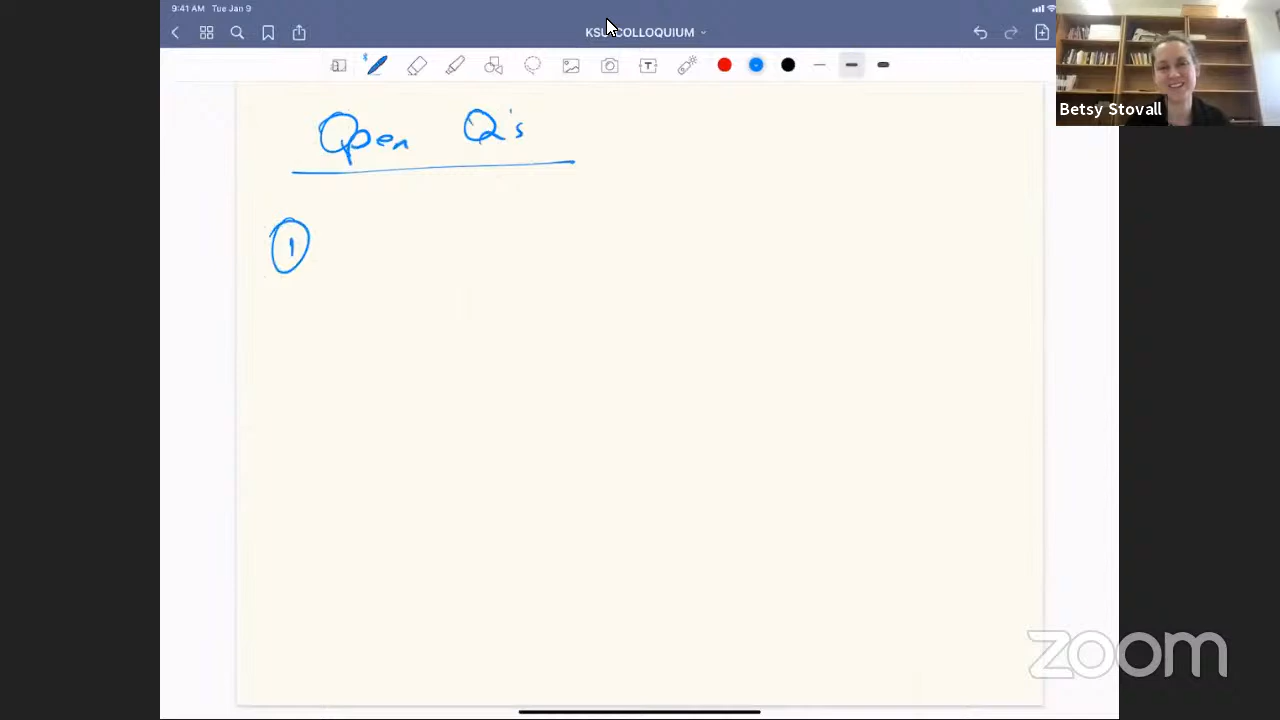 9:41 AM Tue Jan 9
KSU COLLOQUIUM
Betsy Stovall
Open Q's
1
zoom